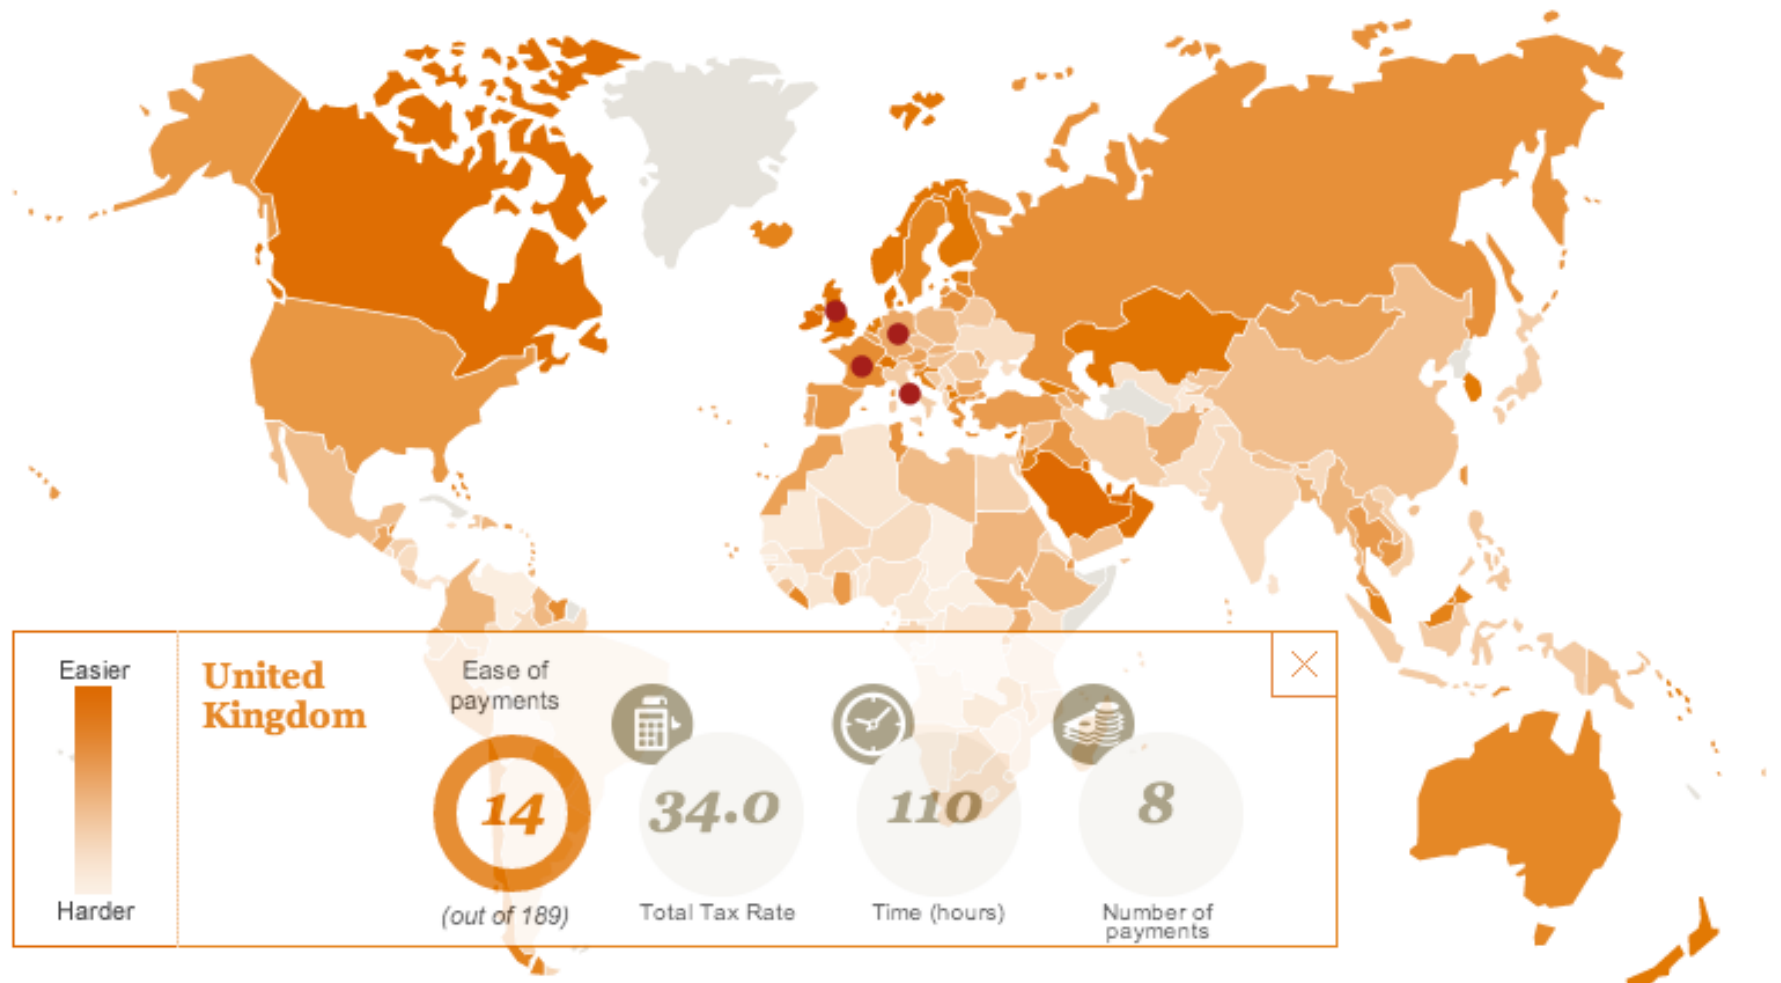 Easier
Harder
United
Kingdom
Ease of
payments
14
(out of 189)
34.0
Total Tax Rate
110
Time (hours)
8
Number of
payments